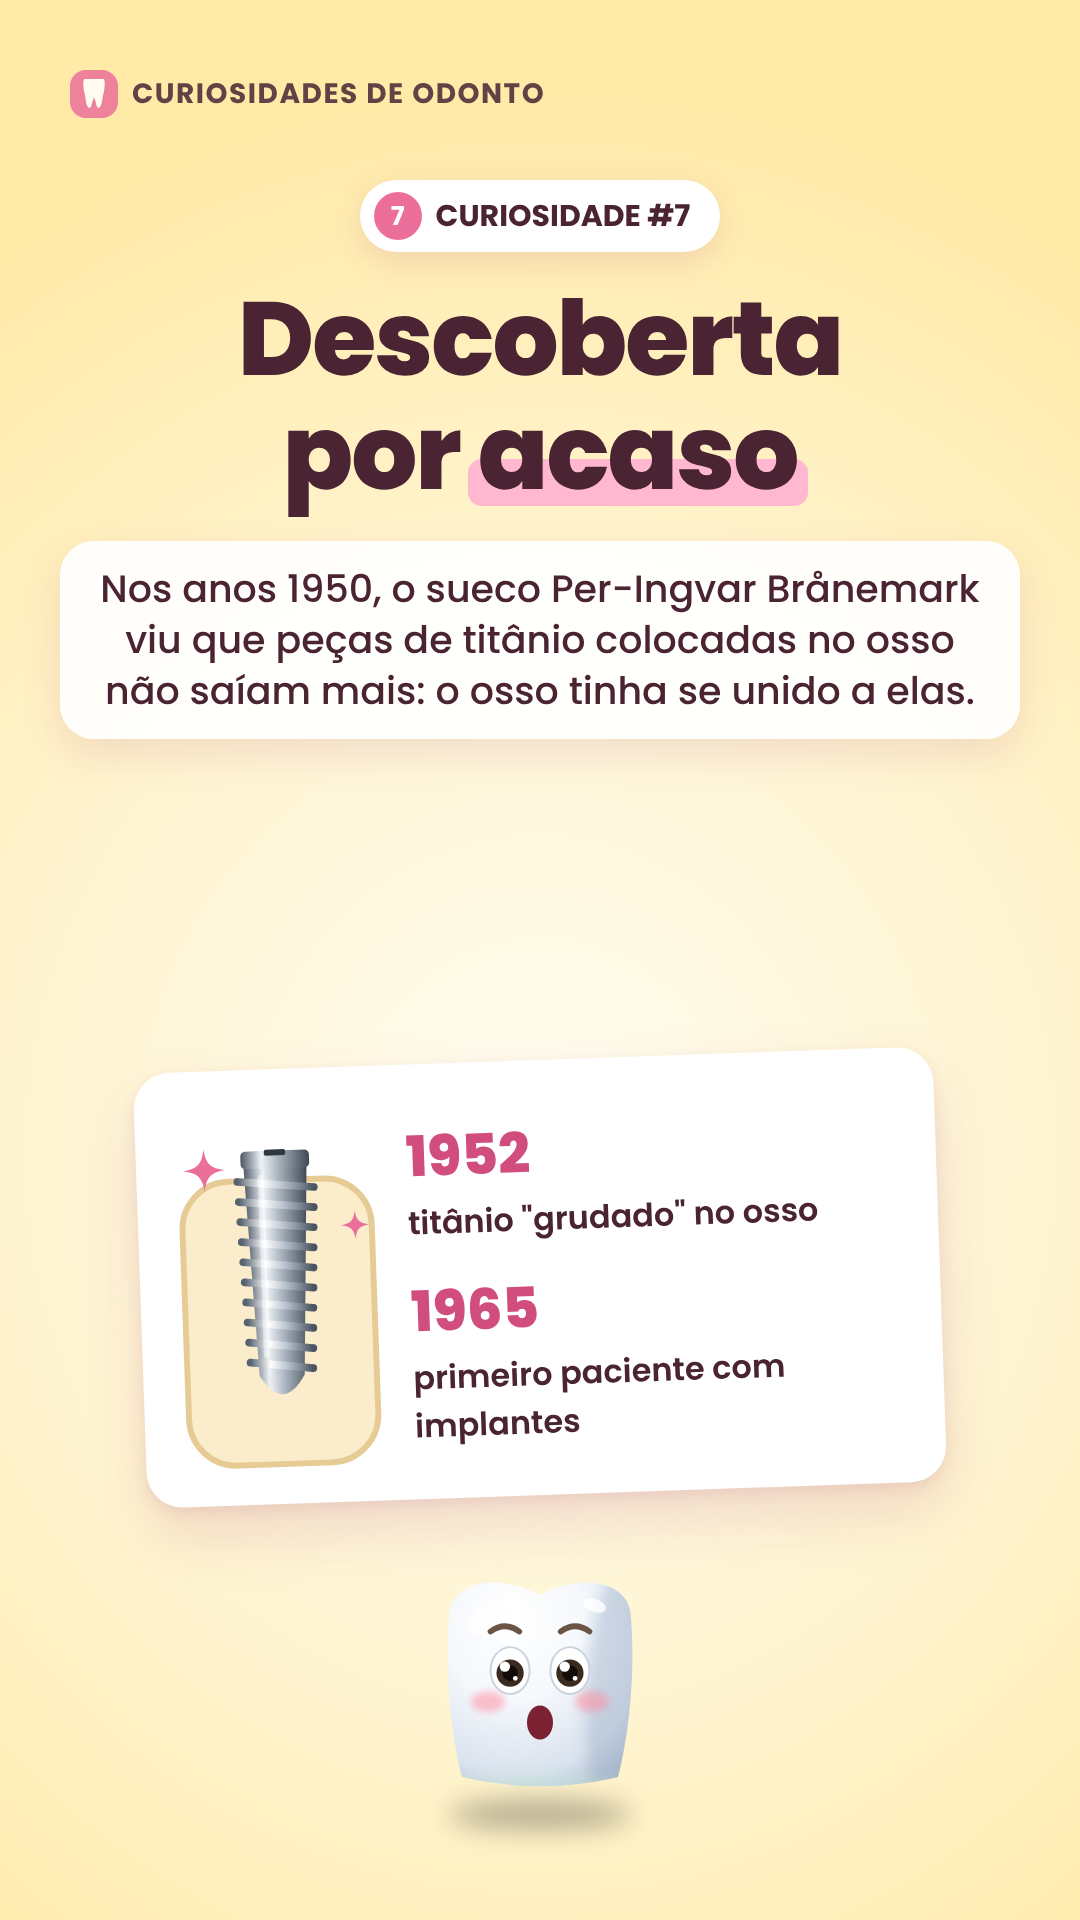 CURIOSIDADES DE ODONTO
7 CURIOSIDADE #7
Descoberta
por acaso
Nos anos 1950, o sueco Per-Ingvar Brånemark
viu que peças de titânio colocadas no osso
não saíam mais: o osso tinha se unido a elas.
1952
titânio "grudado" no osso
1965
primeiro paciente com
implantes